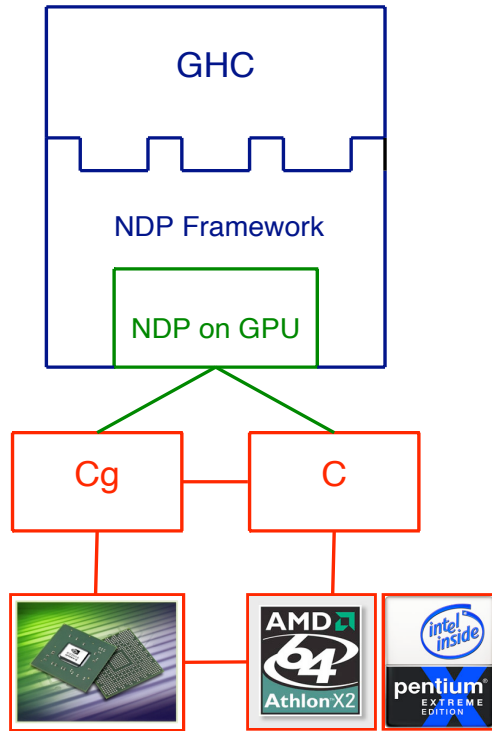 GHC
NDP Framework
NDP on GPU
Cg
C
AMD
64
Athlon X2
intel
inside
pentium
EXTREME
EDITION